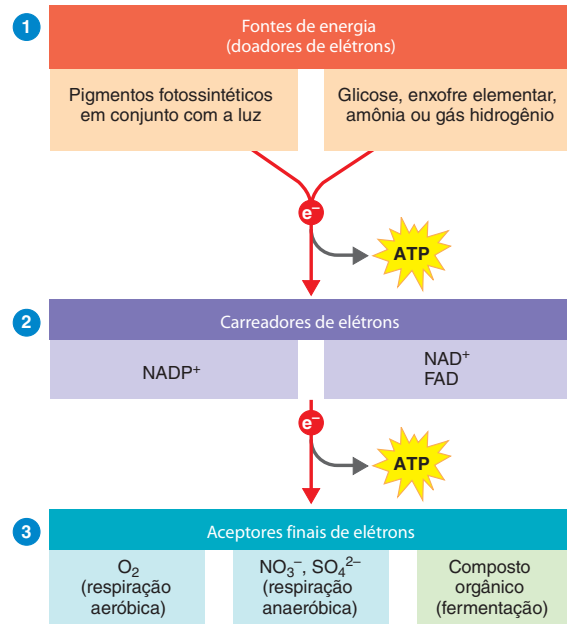 1
Fontes de energia
(doadores de elétrons)
Pigmentos fotossintéticos
em conjunto com a luz
Glicose, enxofre elementar,
amônia ou gás hidrogênio
e⁻
ATP
2
Carreadores de elétrons
NADP⁺
NAD⁺
FAD
e⁻
ATP
3
Aceptores finais de elétrons
O₂
(respiração
aeróbica)
NO₃⁻, SO₄²⁻
(respiração
anaeróbica)
Composto
orgânico
(fermentação)